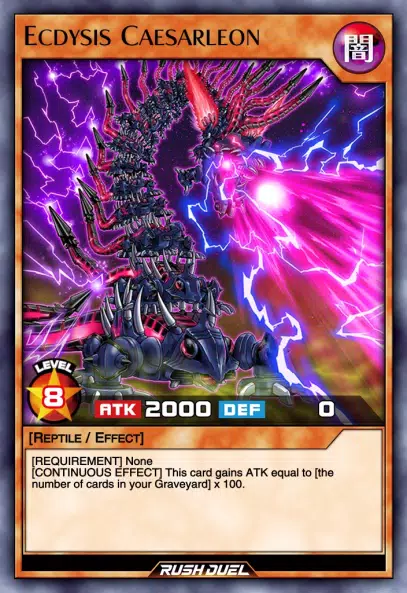 Ecdysis Caesarleon
闇
LEVEL
8
ATK 2000 DEF 0
[Reptile / Effect]
[REQUIREMENT] None
[CONTINUOUS EFFECT] This card gains ATK equal to [the
number of cards in your Graveyard] x 100.
RUSH DUEL